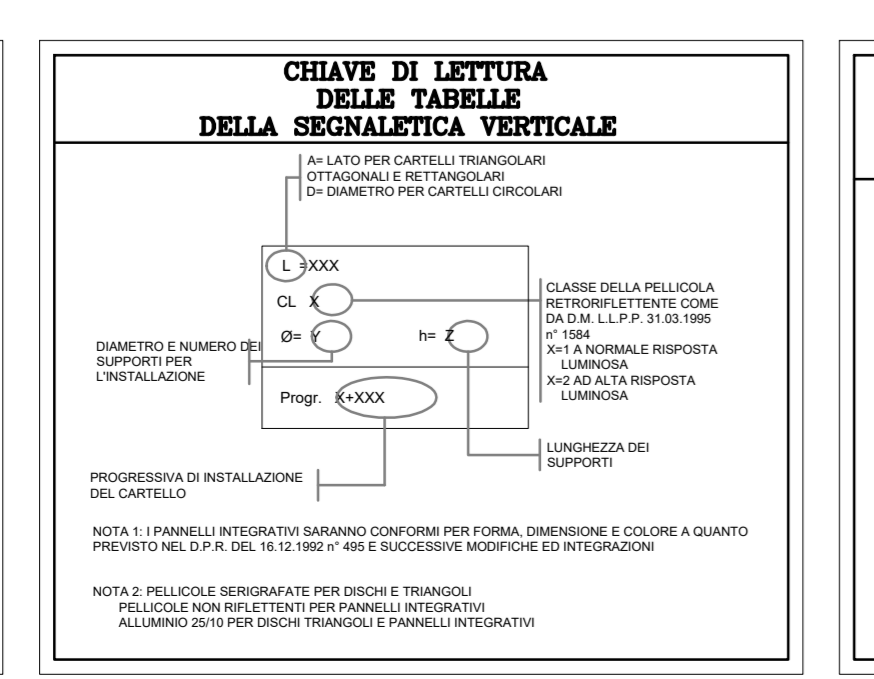 CHIAVE DI LETTURA
DELLE TABELLE
DELLA SEGNALETICA VERTICALE
A= LATO PER CARTELLI TRIANGOLARI
OTTAGONALI E RETTANGOLARI
D= DIAMETRO PER CARTELLI CIRCOLARI
L =XXX
CL X
Ø= Y h= Z
Progr. X+XXX
CLASSE DELLA PELLICOLA
RETRORIFLETTENTE COME
DA D.M. L.L.P.P. 31.03.1995
n° 1584
X=1 A NORMALE RISPOSTA
LUMINOSA
X=2 AD ALTA RISPOSTA
LUMINOSA
DIAMETRO E NUMERO DEI
SUPPORTI PER
L'INSTALLAZIONE
LUNGHEZZA DEI
SUPPORTI
PROGRESSIVA DI INSTALLAZIONE
DEL CARTELLO
NOTA 1: I PANNELLI INTEGRATIVI SARANNO CONFORMI PER FORMA, DIMENSIONE E COLORE A QUANTO
PREVISTO NEL D.P.R. DEL 16.12.1992 n° 495 E SUCCESSIVE MODIFICHE ED INTEGRAZIONI
NOTA 2: PELLICOLE SERIGRAFATE PER DISCHI E TRIANGOLI
PELLICOLE NON RIFLETTENTI PER PANNELLI INTEGRATIVI
ALLUMINIO 25/10 PER DISCHI TRIANGOLI E PANNELLI INTEGRATIVI